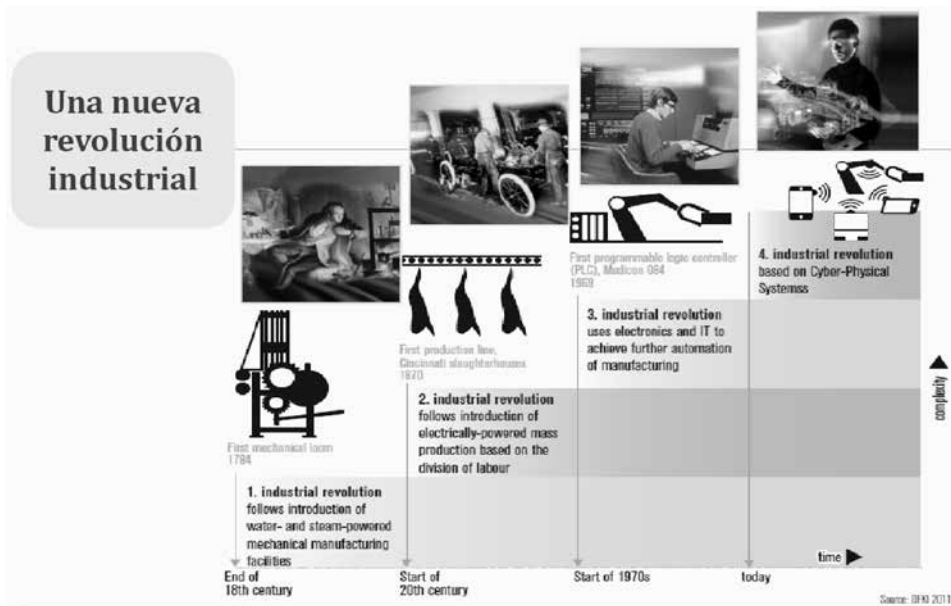 Una nueva
revolución
industrial
First mechanical loom
1784
First production line,
Cincinnati slaughterhouses
1870
First programmable logic controller
(PLC), Modicon 084
1969
1. industrial revolution
follows introduction of
water- and steam-powered
mechanical manufacturing
facilities
2. industrial revolution
follows introduction of
electrically-powered mass
production based on the
division of labour
3. industrial revolution
uses electronics and IT to
achieve further automation
of manufacturing
4. industrial revolution
based on Cyber-Physical
Systemss
complexity
time
End of
18th century
Start of
20th century
Start of 1970s
today
Source: DFKI 2011